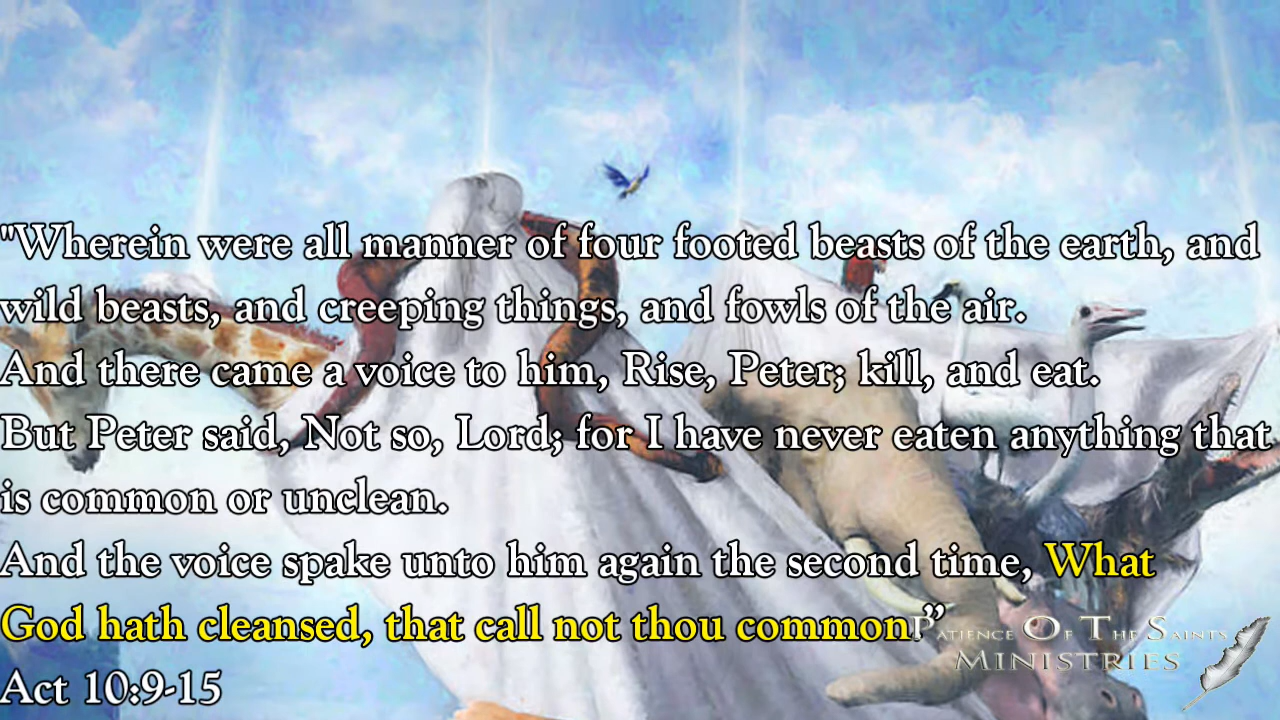 "Wherein were all manner of four footed beasts of the earth, and
wild beasts, and creeping things, and fowls of the air.
And there came a voice to him, Rise, Peter; kill, and eat.
But Peter said, Not so, Lord; for I have never eaten anything that
is common or unclean.
And the voice spake unto him again the second time, What
God hath cleansed, that call not thou common.”
Act 10:9-15
Patience Of The Saints
Ministries